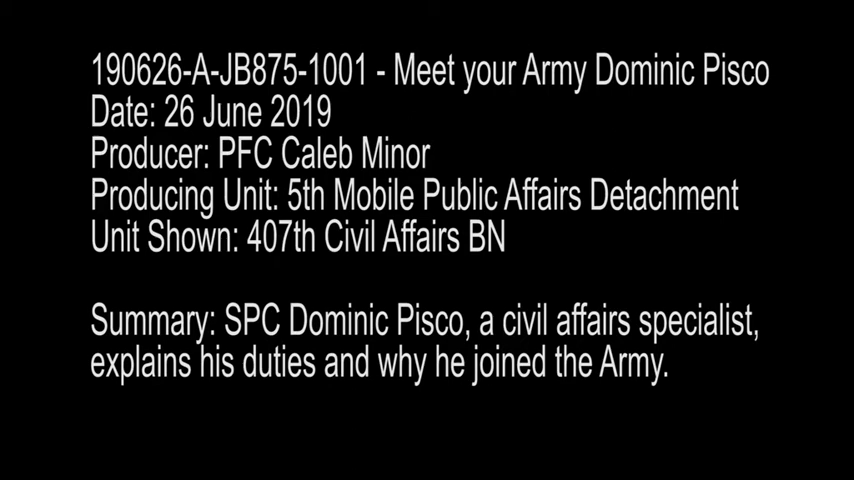 190626-A-JB875-1001 - Meet your Army Dominic Pisco
Date: 26 June 2019
Producer: PFC Caleb Minor
Producing Unit: 5th Mobile Public Affairs Detachment
Unit Shown: 407th Civil Affairs BN
Summary: SPC Dominic Pisco, a civil affairs specialist,
explains his duties and why he joined the Army.